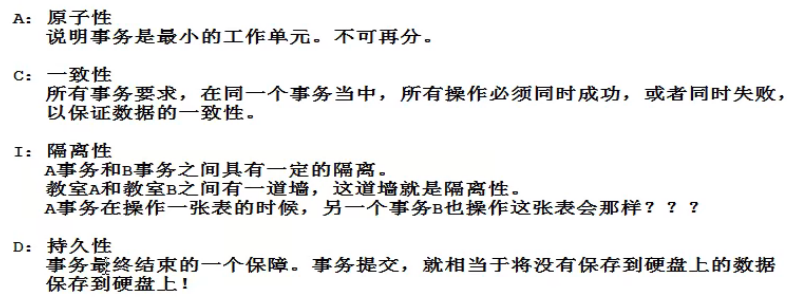 A：原子性
说明事务是最小的工作单元。不可再分。
C：一致性
所有事务要求，在同一个事务当中，所有操作必须同时成功，或者同时失败，
以保证数据的一致性。
I：隔离性
A事务和B事务之间具有一定的隔离。
教室A和教室B之间有一道墙，这道墙就是隔离性。
A事务在操作一张表的时候，另一个事务B也操作这张表会那样？？？
D：持久性
事务最终结束的一个保障。事务提交，就相当于将没有保存到硬盘上的数据
保存到硬盘上！